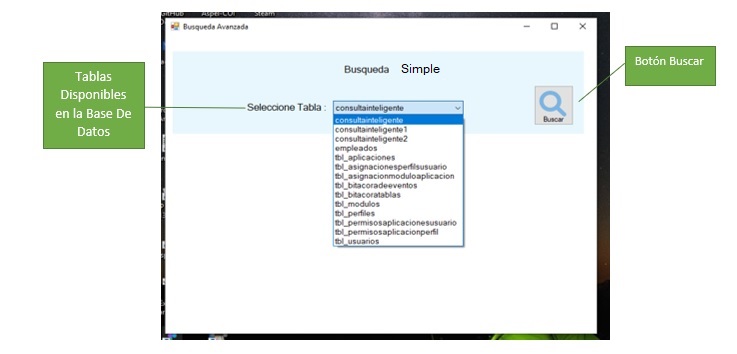 GitHub Aspel-COI Steam
Busqueda Avanzada
Busqueda Simple
Botón Buscar
Tablas
Disponibles
en la Base De
Datos
Seleccione Tabla :
consultainteligente
Buscar
consultainteligente
consultainteligente1
consultainteligente2
empleados
tbl_aplicaciones
tbl_asignacionesperfilsusuario
tbl_asignacionmoduloaplicacion
tbl_bitacoradeeventos
tbl_bitacoratablas
tbl_modulos
tbl_perfiles
tbl_permisosaplicacionesusuario
tbl_permisosaplicacionperfil
tbl_usuarios